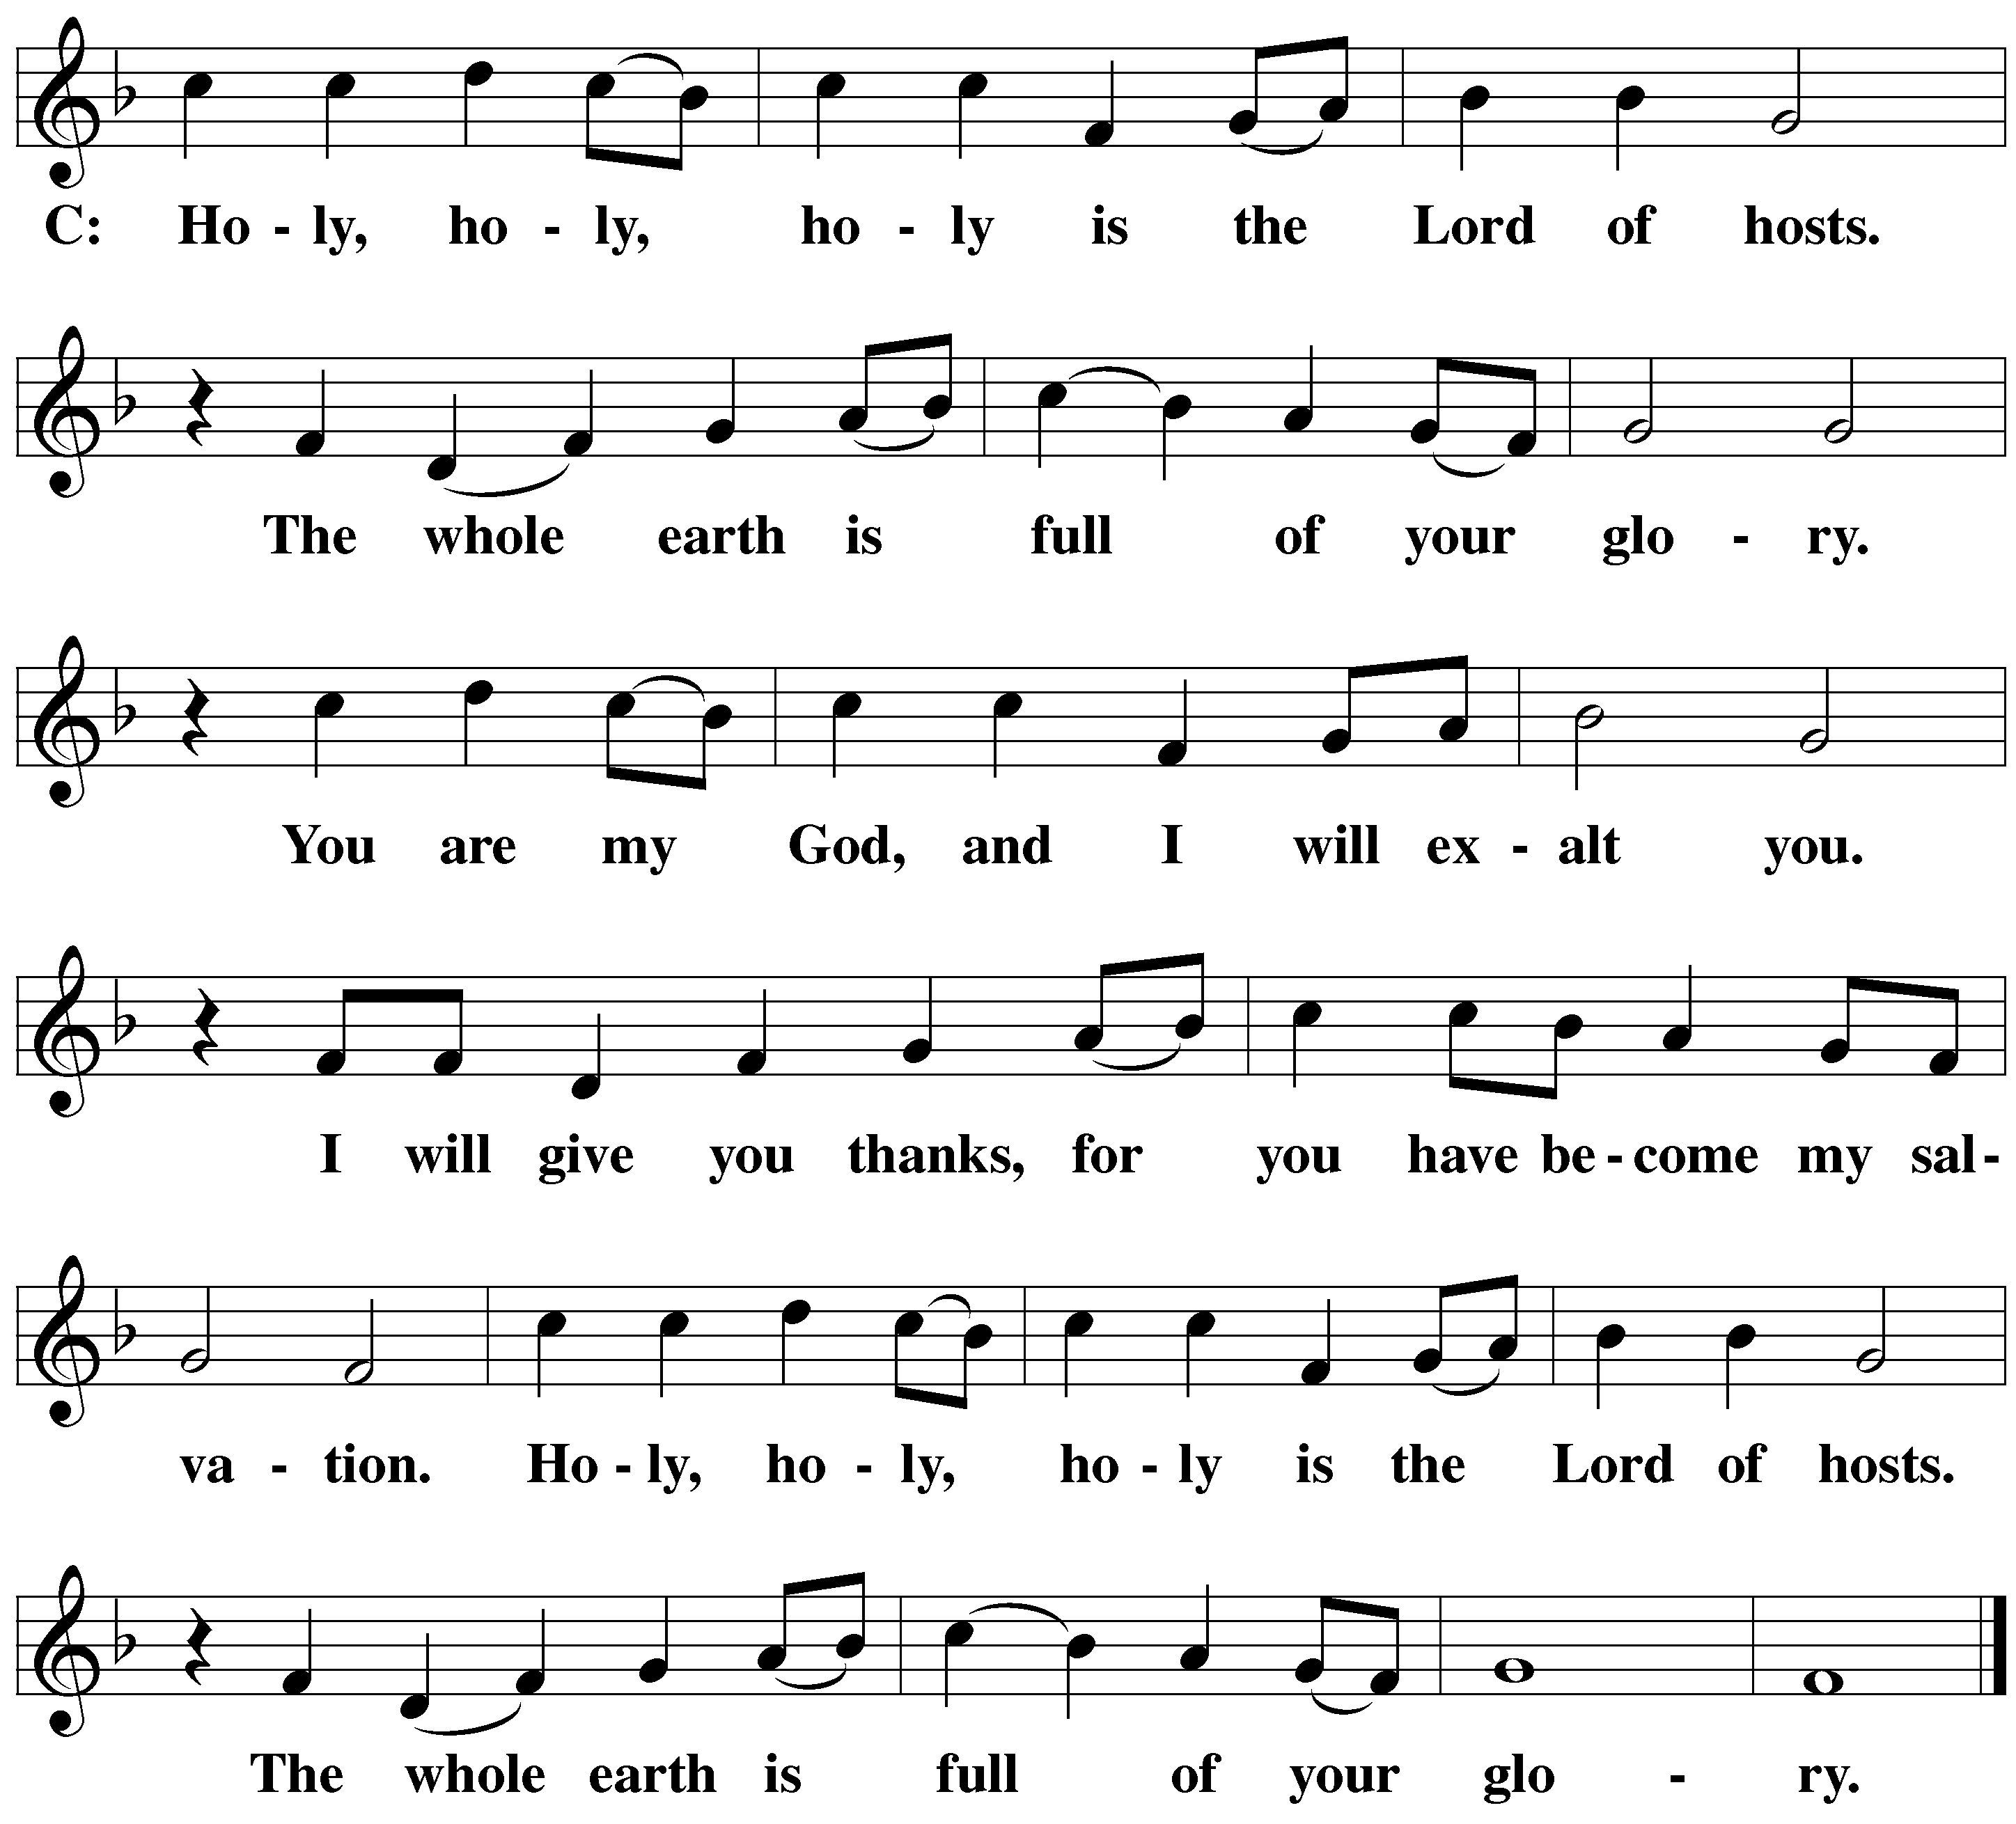 C: Ho - ly, ho - ly, ho - ly is the Lord of hosts.
The whole earth is full of your glo - ry.
You are my God, and I will ex - alt you.
I will give you thanks, for you have be - come my sal -
va - tion. Ho - ly, ho - ly, ho - ly is the Lord of hosts.
The whole earth is full of your glo - ry.